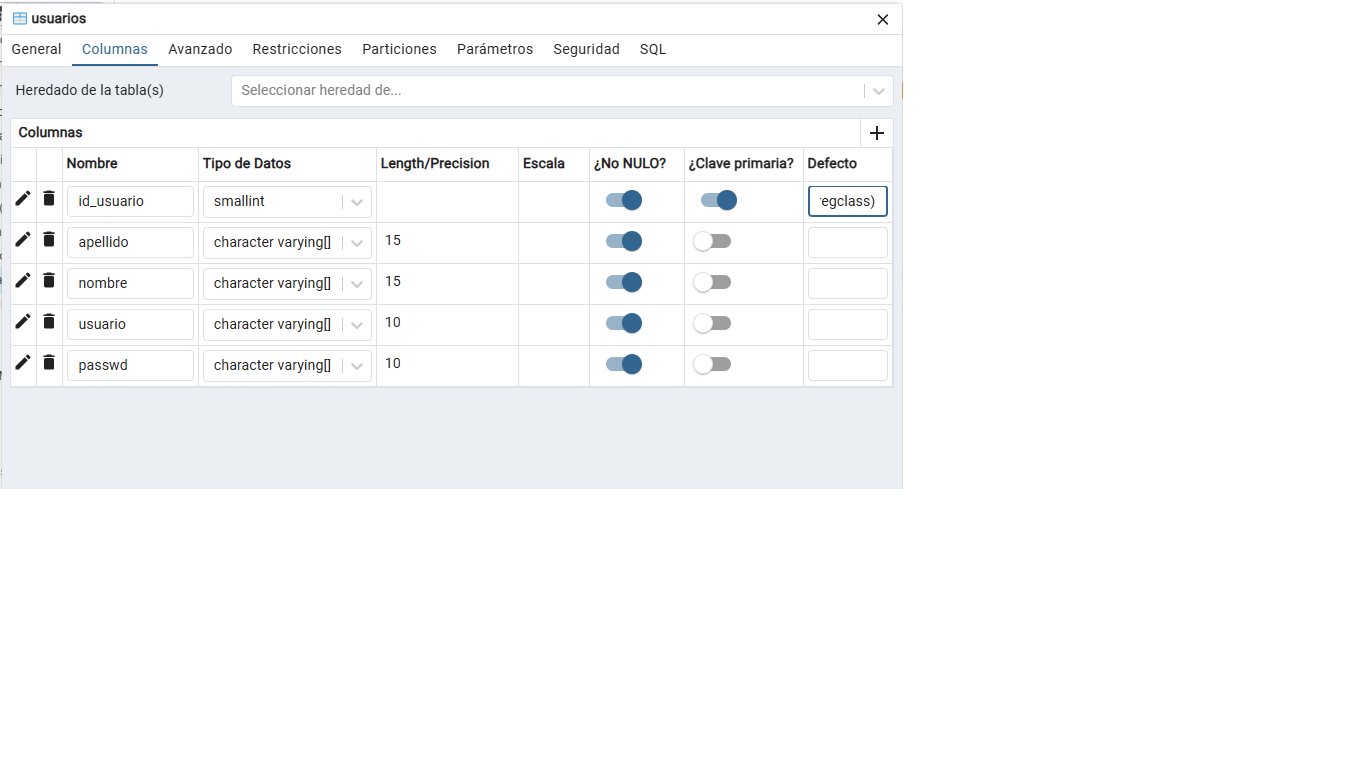 usuarios
General Columnas Avanzado Restricciones Particiones Parámetros Seguridad SQL
Heredado de la tabla(s) Seleccionar heredad de...
Columnas
Nombre Tipo de Datos Length/Precision Escala ¿No NULO? ¿Clave primaria? Defecto
id_usuario smallint egclass)
apellido character varying[] 15
nombre character varying[] 15
usuario character varying[] 10
passwd character varying[] 10